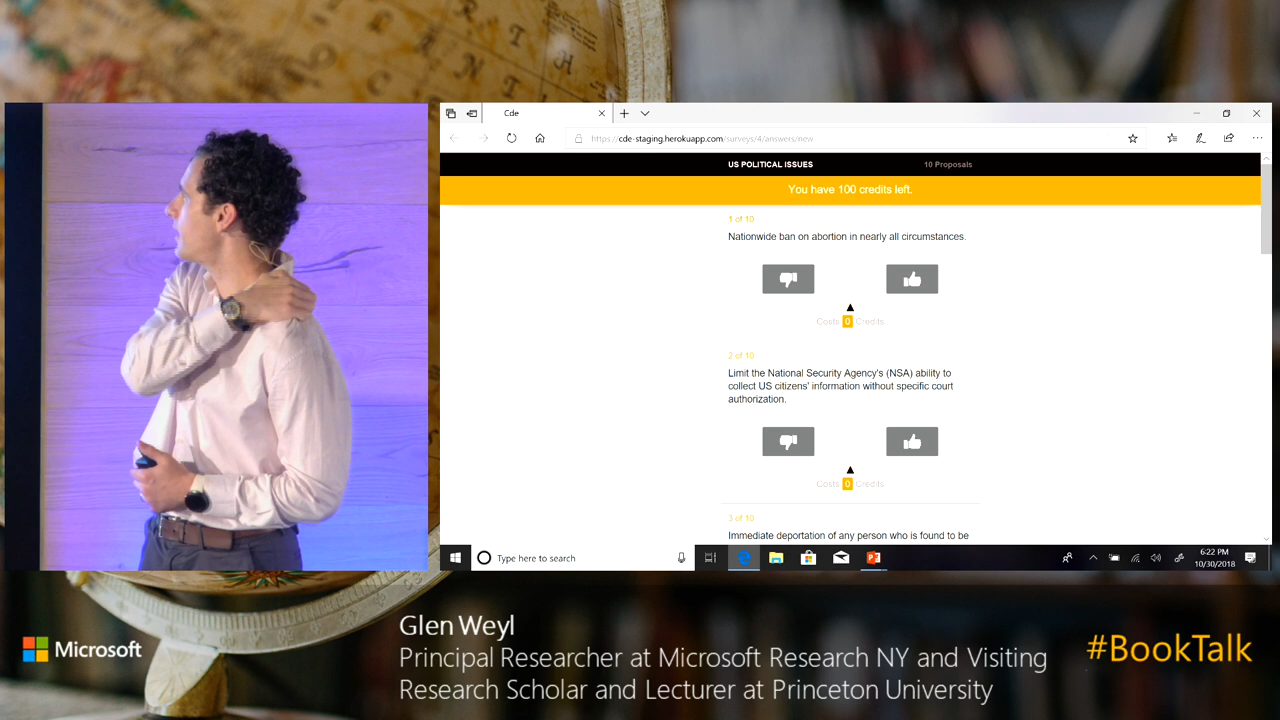 Cde
https://cde-staging.herokuapp.com/surveys/4/answers/new
US POLITICAL ISSUES
10 Proposals
You have 100 credits left.
1 of 10
Nationwide ban on abortion in nearly all circumstances.
Costs 0 Credits
2 of 10
Limit the National Security Agency's (NSA) ability to
collect US citizens' information without specific court
authorization.
Costs 0 Credits
3 of 10
Immediate deportation of any person who is found to be
Type here to search
6:22 PM
10/30/2018
Microsoft
Glen Weyl
Principal Researcher at Microsoft Research NY and Visiting
Research Scholar and Lecturer at Princeton University
#BookTalk